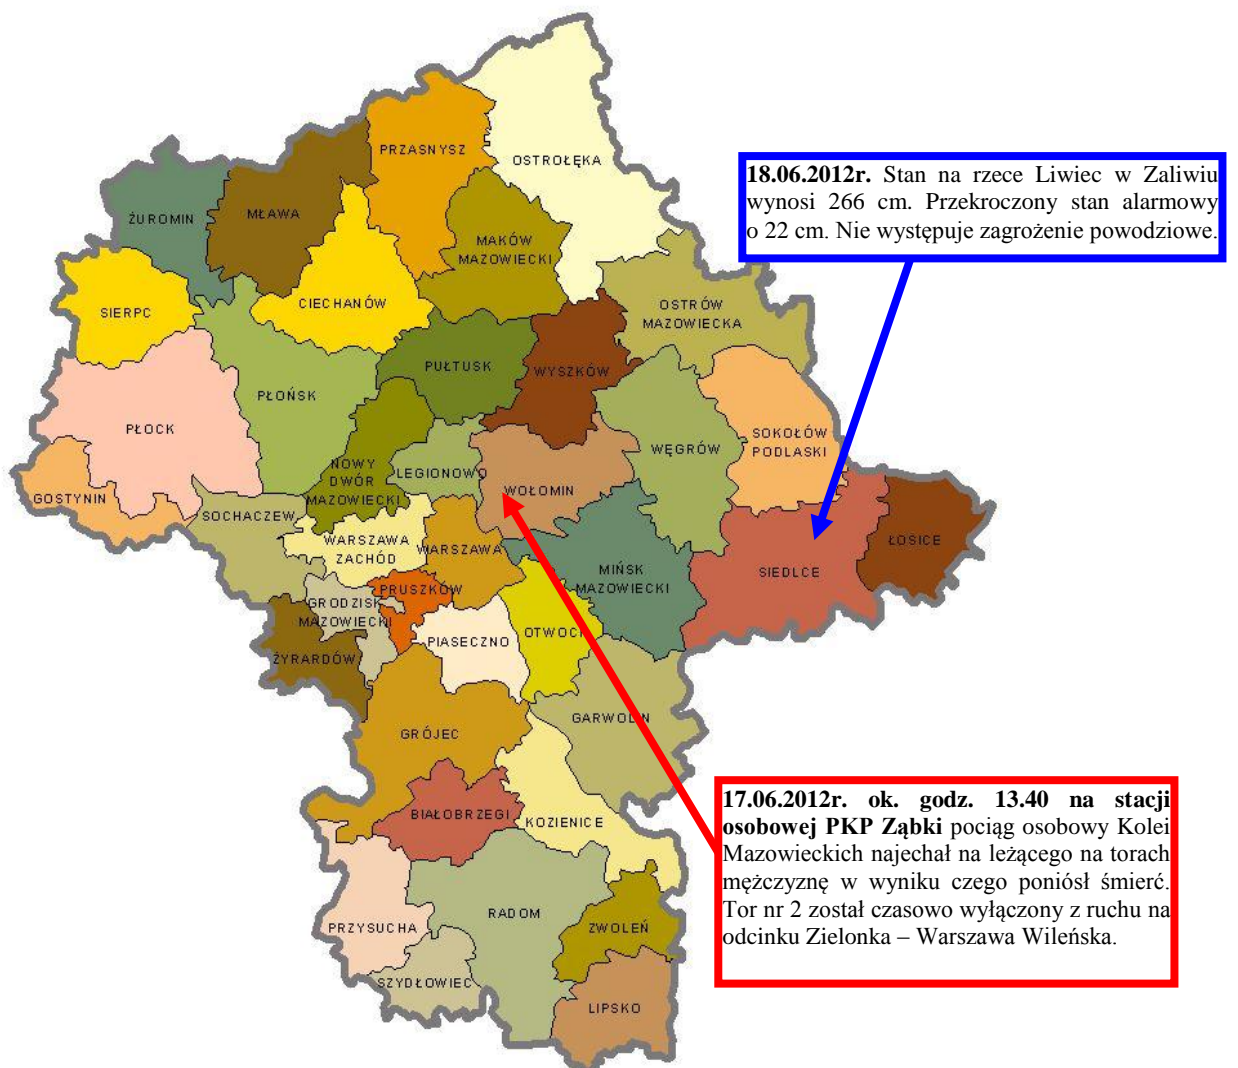 PRZASNYSZ
OSTROŁĘKA
18.06.2012r. Stan na rzece Liwiec w Zaliwiu
wynosi 266 cm. Przekroczony stan alarmowy
o 22 cm. Nie występuje zagrożenie powodziowe.
ŻUROMIN
MŁAWA
MAKÓW
MAZOWIECKI
CIECHANÓW
SIERPC
OSTRÓW
MAZOWIECKA
PUŁTUSK
WYSZKÓW
PŁOŃSK
PŁOCK
SOKOŁÓW
PODLASKI
WĘGRÓW
NOWY
DWÓR
MAZOWIECKI
LEGIONOWO
WOŁOMIN
GOSTYNIN
SOCHACZEW
WARSZAWA
ZACHÓD
WARSZAWA
MIŃSK
MAZOWIECKI
SIEDLCE
ŁOSICE
PRUSZKÓW
GRODZISK
MAZOWIECKI
PIASECZNO
OTWOCK
ŻYRARDÓW
GARWOLIN
GRÓJEC
BIAŁOBRZEGI
KOZIENICE
17.06.2012r. ok. godz. 13.40 na stacji
osobowej PKP Ząbki pociąg osobowy Kolei
Mazowieckich najechał na leżącego na torach
mężczyznę w wyniku czego poniósł śmierć.
Tor nr 2 został czasowo wyłączony z ruchu na
odcinku Zielonka – Warszawa Wileńska.
RADOM
PRZYSUCHA
ZWOLEŃ
SZYDŁOWIEC
LIPSKO